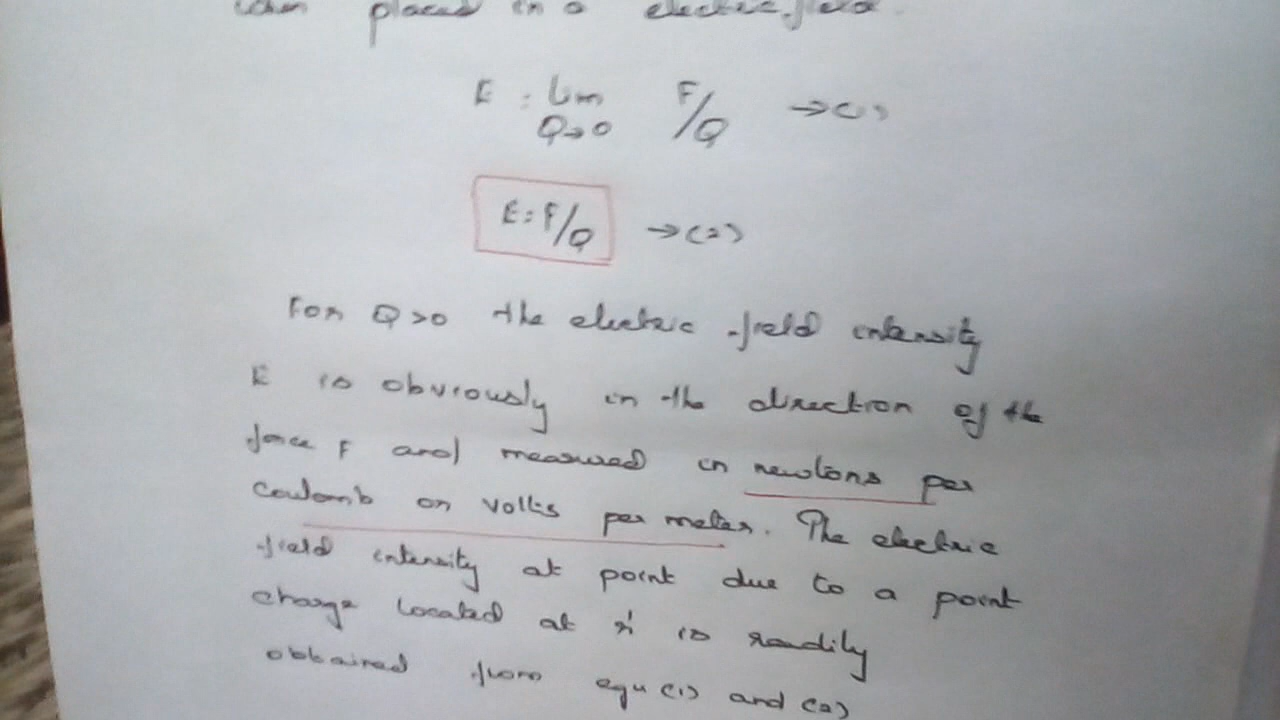 when placed in a electric field.
E = lim F/Q → (1)
Q→0
E = F/Q → (2)
For Q>0 the electric field intensity
E is obviously in the direction of the
force F and measured in newtons per
coulomb or volts per meter. The electric
field intensity at point due to a point
charge located at r' is readily
obtained from equ (1) and (2)